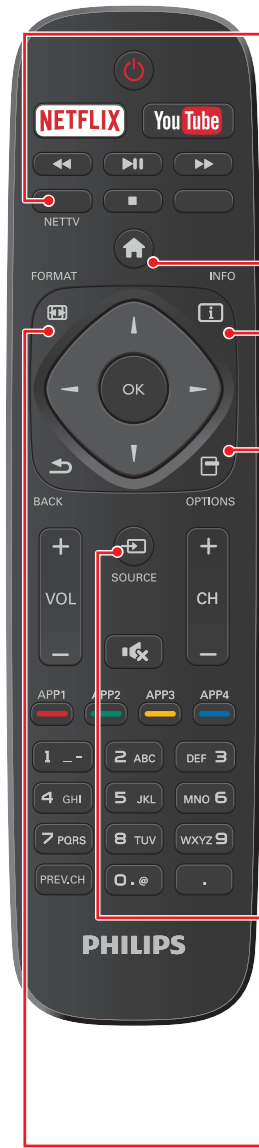 NETFLIX You Tube
NETTV
FORMAT INFO
i
OK
BACK OPTIONS
+ +
SOURCE
VOL CH
– –
APP1 APP2 APP3 APP4
1 _- 2 ABC DEF 3
4 GHI 5 JKL MNO 6
7 PQRS 8 TUV WXYZ 9
PREV.CH 0.@ .
PHILIPS